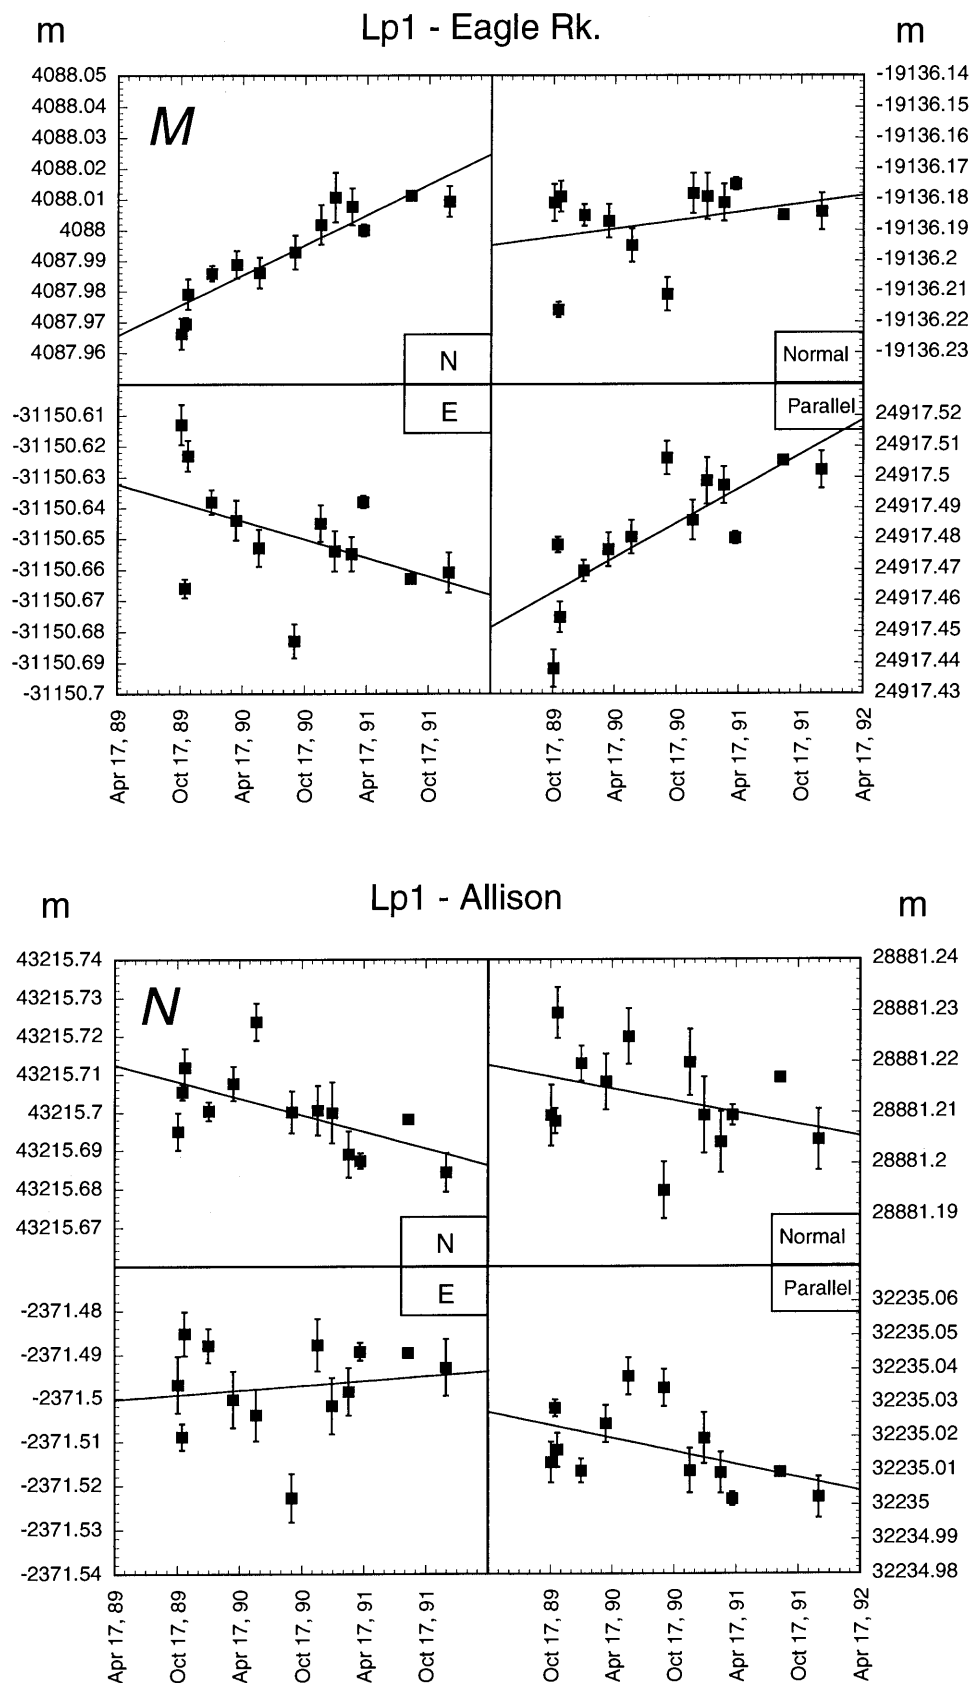 Lp1 - Eagle Rk.
m
m
M
4088.05
4088.04
4088.03
4088.02
4088.01
4088
4087.99
4087.98
4087.97
4087.96
N
-19136.14
-19136.15
-19136.16
-19136.17
-19136.18
-19136.19
-19136.2
-19136.21
-19136.22
-19136.23
Normal
E
-31150.61
-31150.62
-31150.63
-31150.64
-31150.65
-31150.66
-31150.67
-31150.68
-31150.69
-31150.7
Parallel
24917.52
24917.51
24917.5
24917.49
24917.48
24917.47
24917.46
24917.45
24917.44
24917.43
Apr 17, 89
Oct 17, 89
Apr 17, 90
Oct 17, 90
Apr 17, 91
Oct 17, 91
Oct 17, 89
Apr 17, 90
Oct 17, 90
Apr 17, 91
Oct 17, 91
Apr 17, 92
Lp1 - Allison
m
m
N
43215.74
43215.73
43215.72
43215.71
43215.7
43215.69
43215.68
43215.67
N
28881.24
28881.23
28881.22
28881.21
28881.2
28881.19
Normal
E
-2371.48
-2371.49
-2371.5
-2371.51
-2371.52
-2371.53
-2371.54
Parallel
32235.06
32235.05
32235.04
32235.03
32235.02
32235.01
32235
32234.99
32234.98
Apr 17, 89
Oct 17, 89
Apr 17, 90
Oct 17, 90
Apr 17, 91
Oct 17, 91
Oct 17, 89
Apr 17, 90
Oct 17, 90
Apr 17, 91
Oct 17, 91
Apr 17, 92